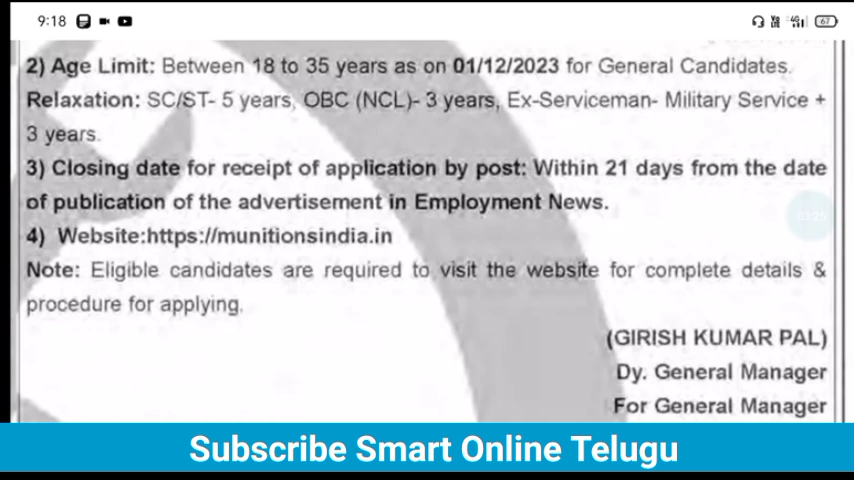 9:18
67
2) Age Limit: Between 18 to 35 years as on 01/12/2023 for General Candidates.
Relaxation: SC/ST- 5 years, OBC (NCL)- 3 years, Ex-Serviceman- Military Service +
3 years.
3) Closing date for receipt of application by post: Within 21 days from the date
of publication of the advertisement in Employment News.
03:25
4) Website:https://munitionsindia.in
Note: Eligible candidates are required to visit the website for complete details &
procedure for applying.
(GIRISH KUMAR PAL)
Dy. General Manager
For General Manager
Subscribe Smart Online Telugu